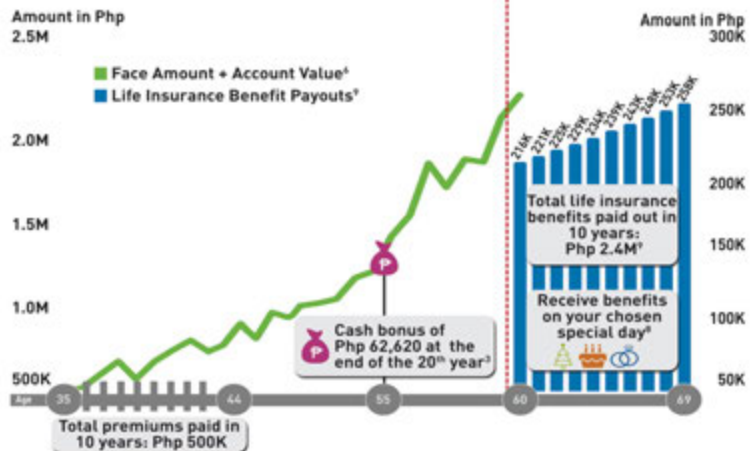 Amount in Php
2.5M
2.0M
1.5M
1.0M
500K
Face Amount + Account Value⁶
Life Insurance Benefit Payouts⁹
Amount in Php
300K
250K
200K
150K
100K
50K
216K
221K
225K
229K
234K
239K
243K
248K
253K
258K
Total life insurance
benefits paid out in
10 years:
Php 2.4M⁹
Receive benefits
on your chosen
special day⁸
Cash bonus of
Php 62,620 at the
end of the 20th year³
Age
35
44
55
60
69
Total premiums paid in
10 years: Php 500K